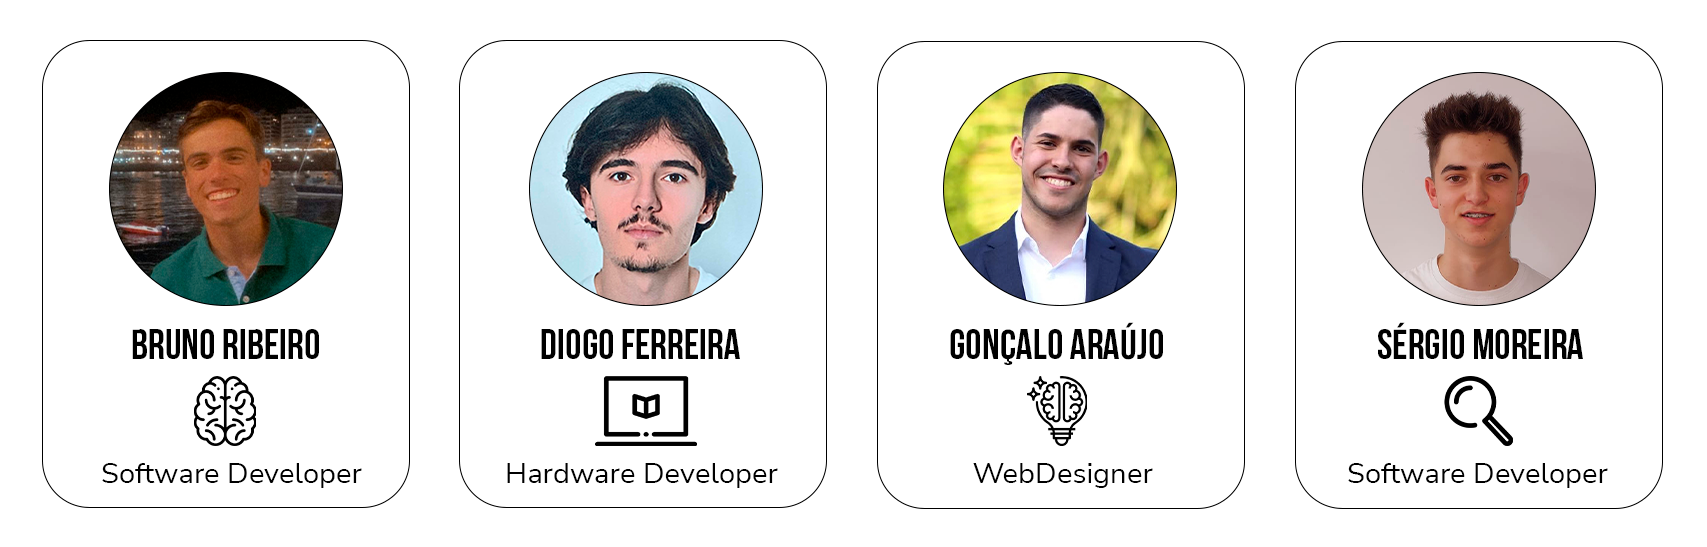 BRUNO RIBEIRO
Software Developer
DIOGO FERREIRA
Hardware Developer
GONÇALO ARAÚJO
WebDesigner
SÉRGIO MOREIRA
Software Developer